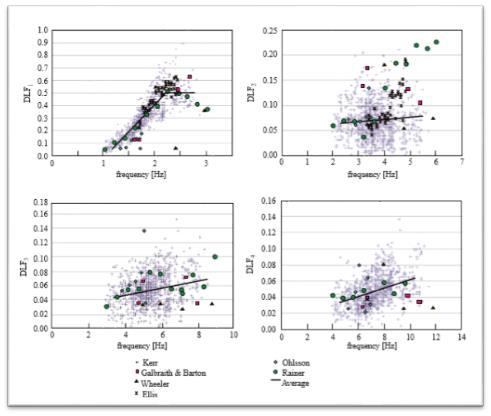 DLF1
1.0
0.9
0.8
0.7
0.6
0.5
0.4
0.3
0.2
0.1
0.0
0 1 2 3
frequency [Hz]
DLF2
0.25
0.20
0.15
0.10
0.05
0.00
0 1 2 3 4 5 6 7
frequency [Hz]
DLF3
0.18
0.16
0.14
0.12
0.10
0.08
0.06
0.04
0.02
0.00
0 2 4 6 8 10
frequency [Hz]
DLF4
0.16
0.14
0.12
0.10
0.08
0.06
0.04
0.02
0.00
0 2 4 6 8 10 12 14
frequency [Hz]
Kerr
Galbraith & Barton
Wheeler
Ellis
Ohlsson
Rainer
Average